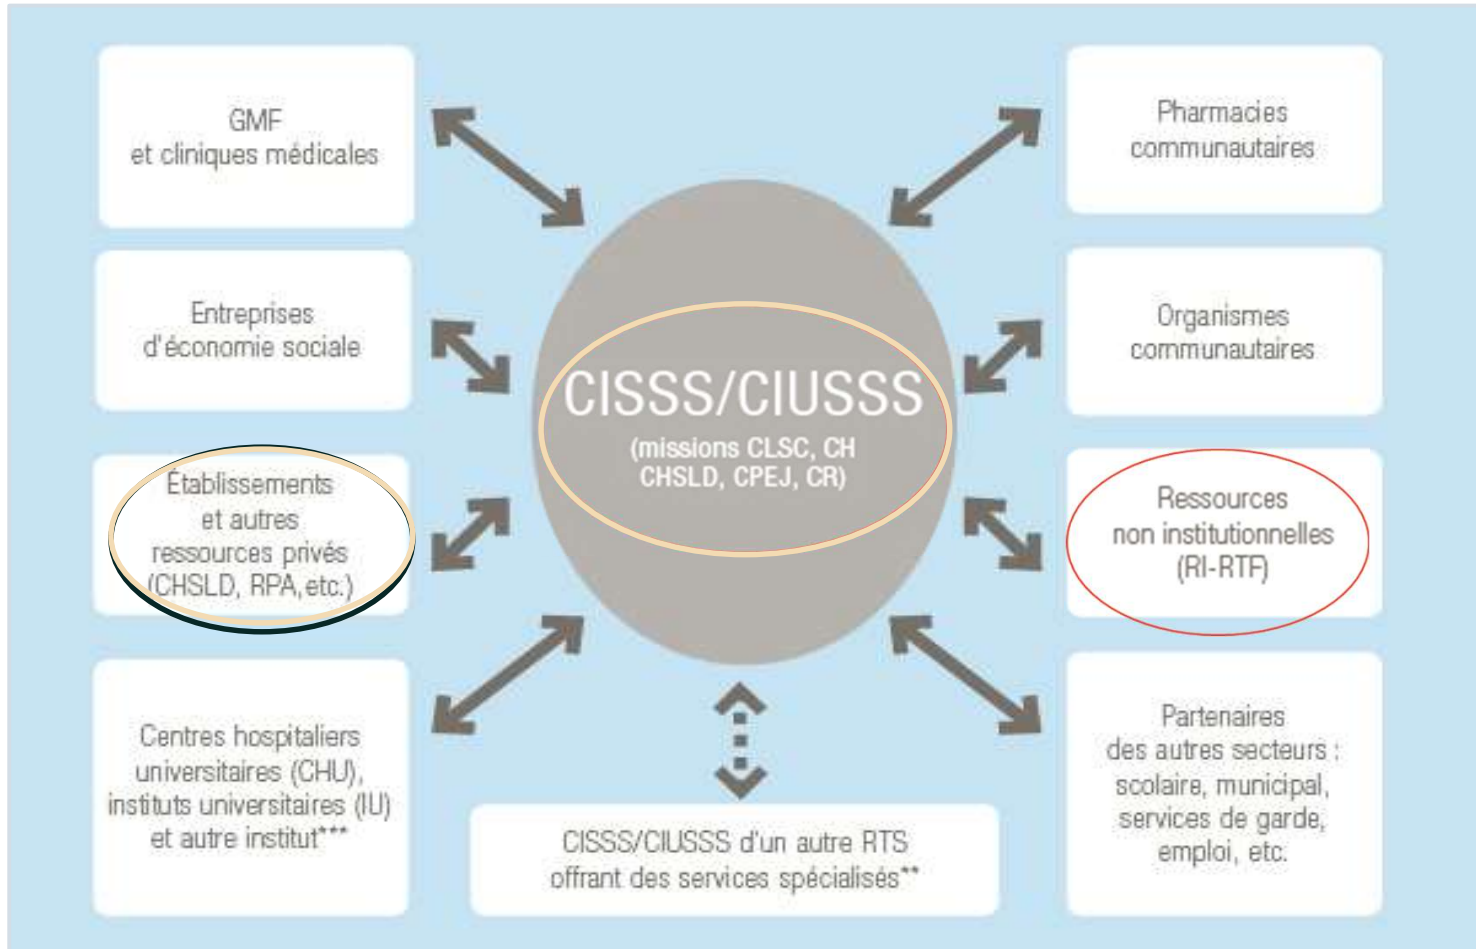 GMF
et cliniques médicales
Entreprises
d'économie sociale
Établissements
et autres
ressources privés
(CHSLD, RPA, etc.)
Centres hospitaliers
universitaires (CHU),
instituts universitaires (IU)
et autre institut***
CISSS/CIUSSS
(missions CLSC, CH
CHSLD, CPEJ, CR)
CISSS/CIUSSS d'un autre RTS
offrant des services spécialisés**
Pharmacies
communautaires
Organismes
communautaires
Ressources
non institutionnelles
(RI-RTF)
Partenaires
des autres secteurs :
scolaire, municipal,
services de garde,
emploi, etc.